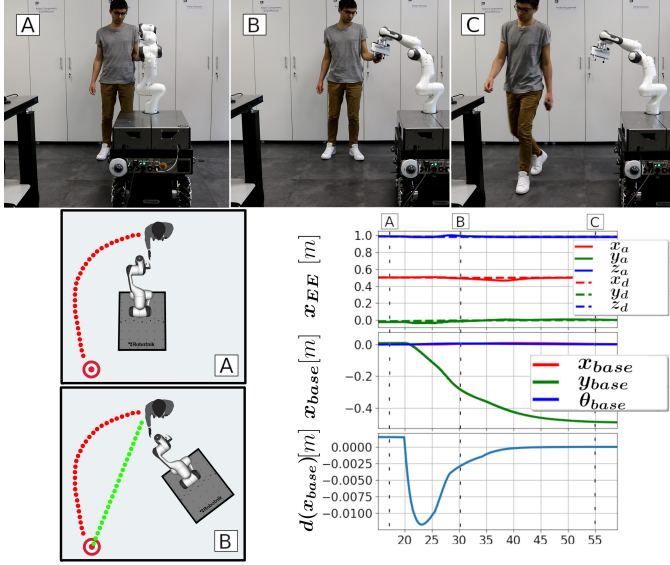 A
B
C
A
B
C
1.0
0.8
0.6
0.4
0.2
0.0
x_EE [m]
x_a
y_a
z_a
x_d
y_d
z_d
0.0
−0.2
−0.4
x_base[m]
x_base
y_base
θ_base
0.0000
−0.0025
−0.0050
−0.0075
−0.0100
d(x_base)[m]
20 25 30 35 40 45 50 55
Robotnik
A
Robotnik
B